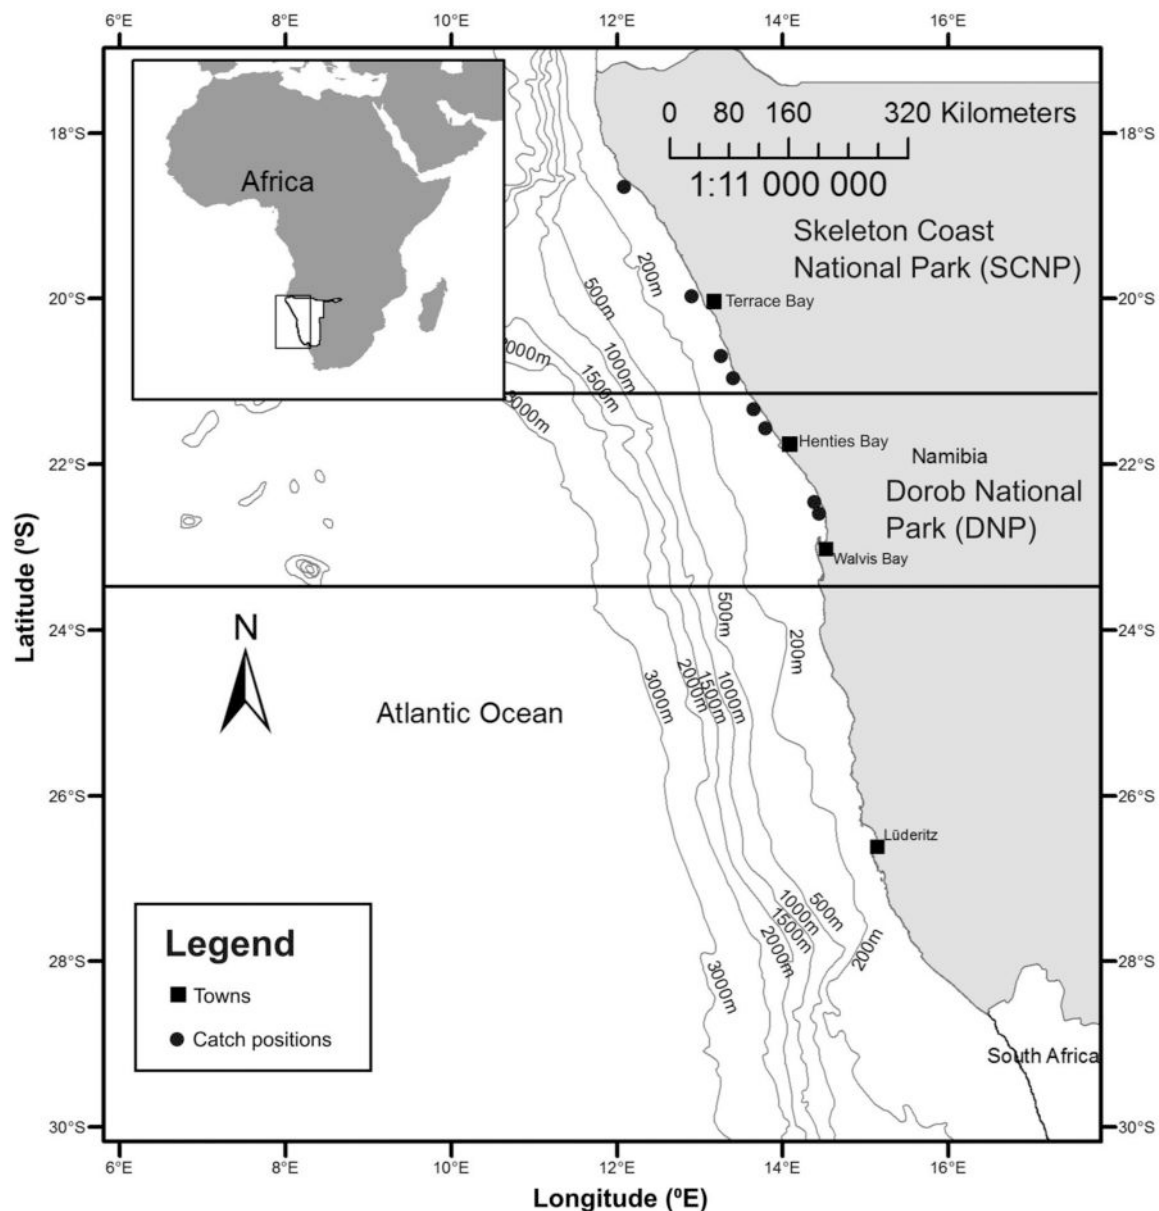 6°E 8°E 10°E 12°E 14°E 16°E
0 80 160 320 Kilometers
1:11 000 000
Africa
18°S 18°S
Skeleton Coast
National Park (SCNP)
200m
500m
20°S 20°S
Terrace Bay
1000m
2000m
1500m
3000m
Henties Bay
22°S 22°S
Namibia
Dorob National
Park (DNP)
Walvis Bay
Latitude (ºS)
500m
200m
24°S 24°S
N
3000m
2000m
1500m
1000m
Atlantic Ocean
26°S 26°S
Lüderitz
Legend
Towns
Catch positions
500m
1000m
1500m
2000m
200m
3000m
28°S 28°S
South Africa
30°S 30°S
6°E 8°E 10°E 12°E 14°E 16°E
Longitude (ºE)